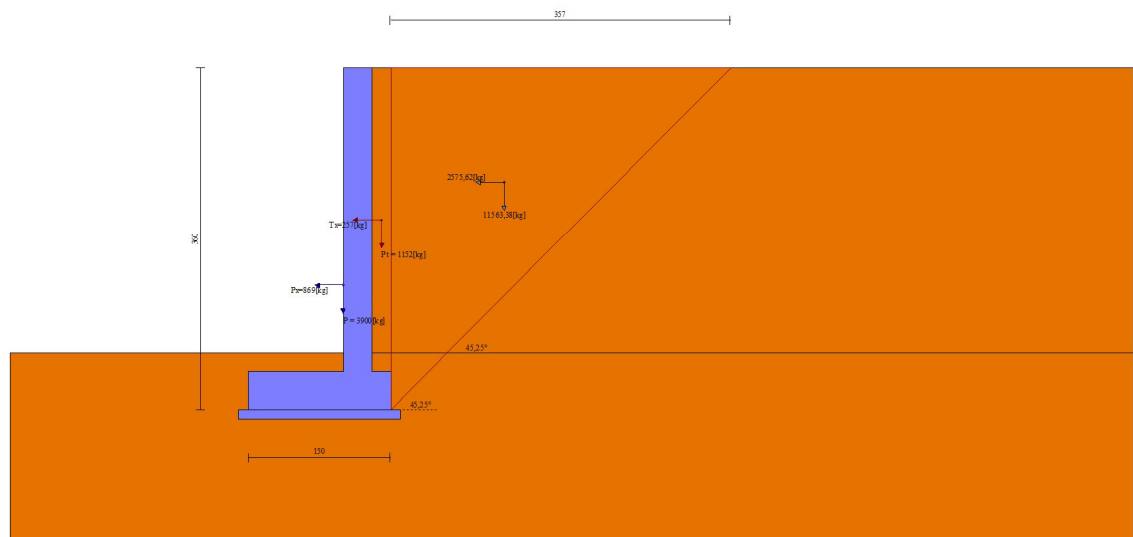 357
2575,62[kg]
11563,38[kg]
Tx=257[kg]
Pt = 1152[kg]
360
Px=869[kg]
P = 3900[kg]
45,25°
45,25°
150